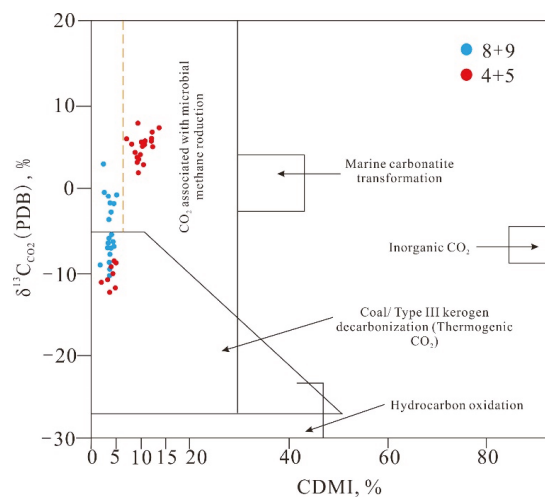 20
10
0
−10
−20
−30
δ¹³C_CO2 (PDB), %
8+9
4+5
CO₂ associated with microbial
methane reduction
Marine carbonatite
transformation
Inorganic CO₂
Coal/ Type III kerogen
decarbonization (Thermogenic
CO₂)
Hydrocarbon oxidation
0 5 10 15 20 40 60 80
CDMI, %